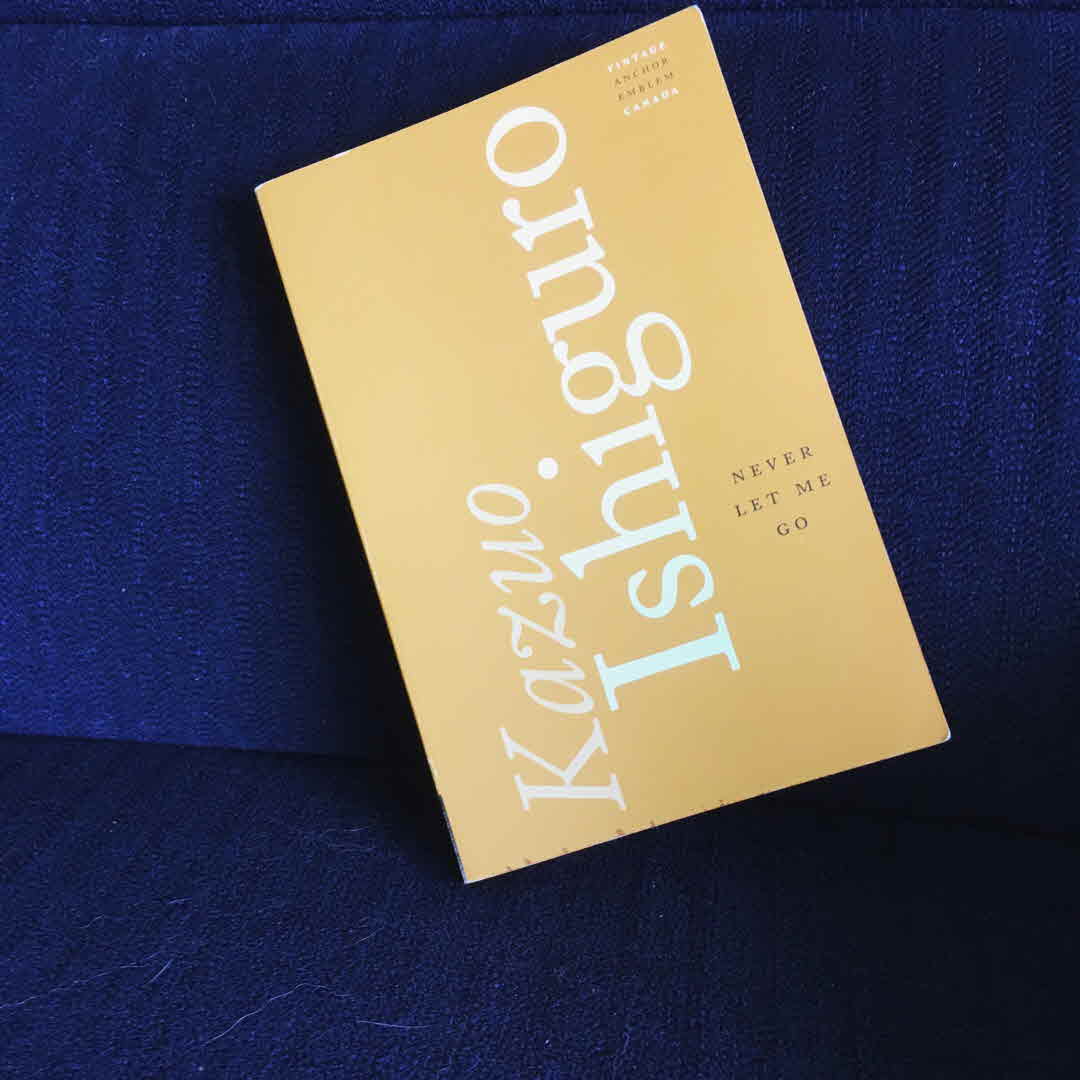 VINTAGE
ANCHOR
EMBLEM
CANADA
Kazuo
Ishiguro
NEVER
LET ME
GO